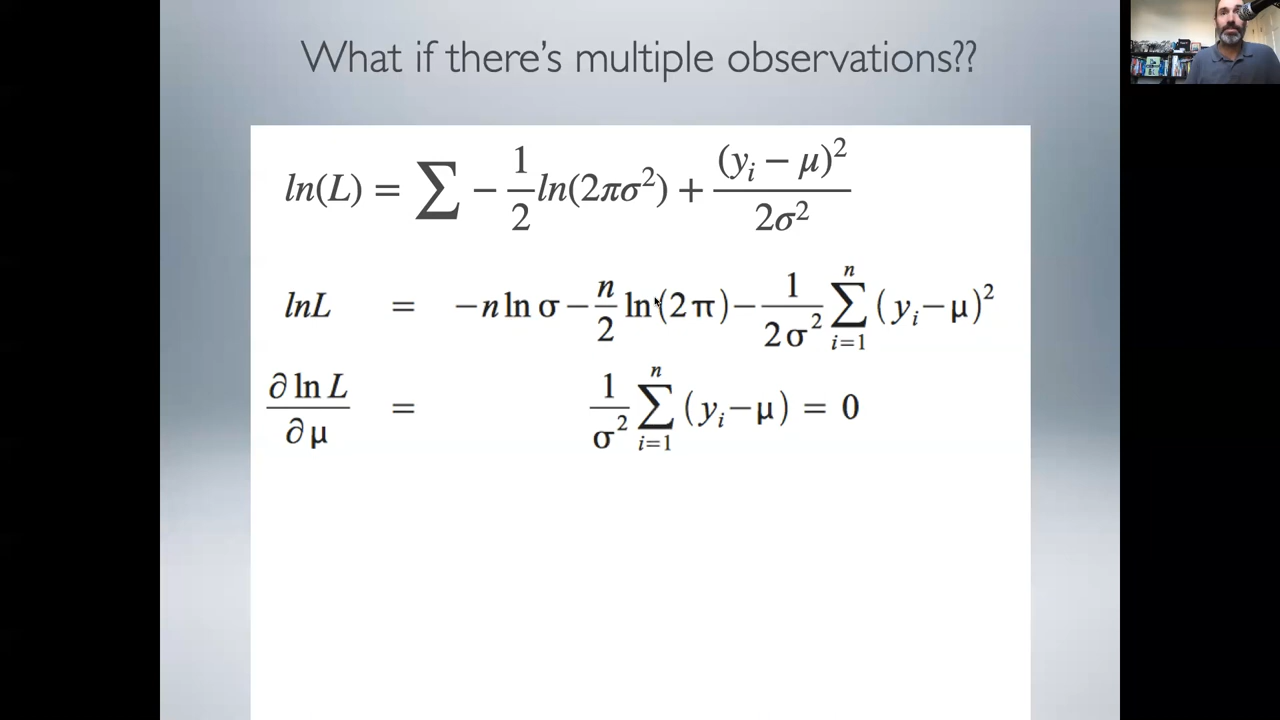 What if there's multiple observations??
ln(L) = ∑ − 1/2 ln(2πσ²) + (yᵢ − μ)² / 2σ²
lnL = −n ln σ − n/2 ln(2π) − 1/2σ² ∑ᵢ₌₁ⁿ (yᵢ−μ)²
∂ ln L / ∂ μ = 1/σ² ∑ᵢ₌₁ⁿ (yᵢ−μ) = 0